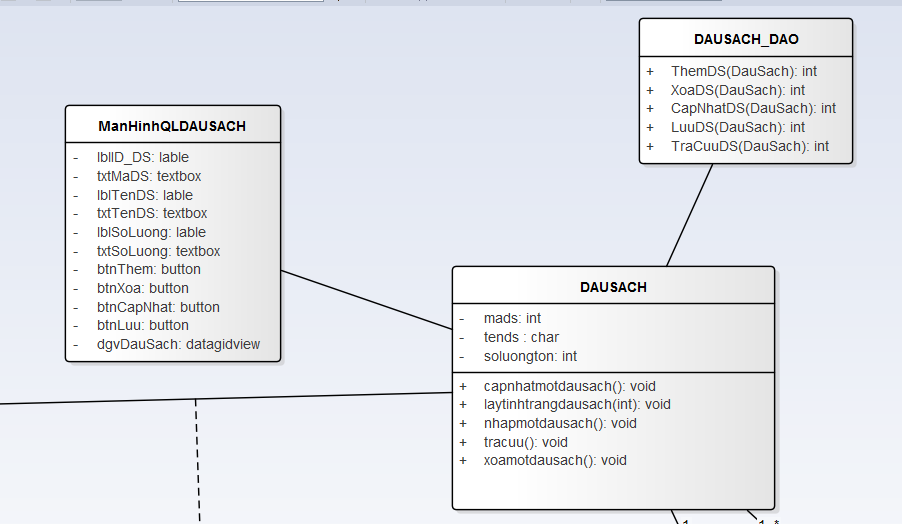 DAUSACH_DAO
+ ThemDS(DauSach): int
+ XoaDS(DauSach): int
+ CapNhatDS(DauSach): int
+ LuuDS(DauSach): int
+ TraCuuDS(DauSach): int
ManHinhQLDAUSACH
- lblID_DS: lable
- txtMaDS: textbox
- lblTenDS: lable
- txtTenDS: textbox
- lblSoLuong: lable
- txtSoLuong: textbox
- btnThem: button
- btnXoa: button
- btnCapNhat: button
- btnLuu: button
- dgvDauSach: datagidview
DAUSACH
- mads: int
- tends : char
- soluongton: int
+ capnhatmotdausach(): void
+ laytinhtrangdausach(int): void
+ nhapmotdausach(): void
+ tracuu(): void
+ xoamotdausach(): void
1
1..*